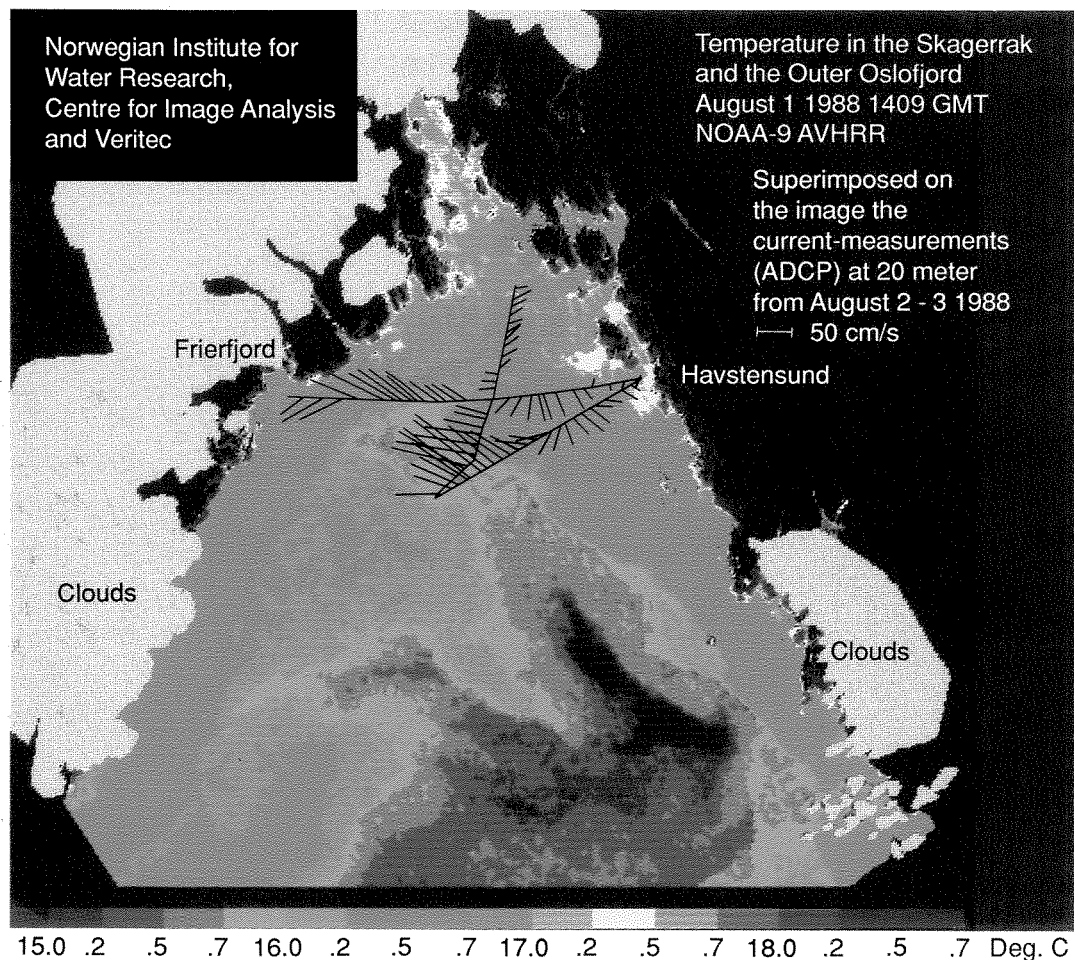 Norwegian Institute for
Water Research,
Centre for Image Analysis
and Veritec
Temperature in the Skagerrak
and the Outer Oslofjord
August 1 1988 1409 GMT
NOAA-9 AVHRR
Superimposed on
the image the
current-measurements
(ADCP) at 20 meter
from August 2 - 3 1988
50 cm/s
Frierfjord
Havstensund
Clouds
Clouds
15.0 .2 .5 .7 16.0 .2 .5 .7 17.0 .2 .5 .7 18.0 .2 .5 .7 Deg. C